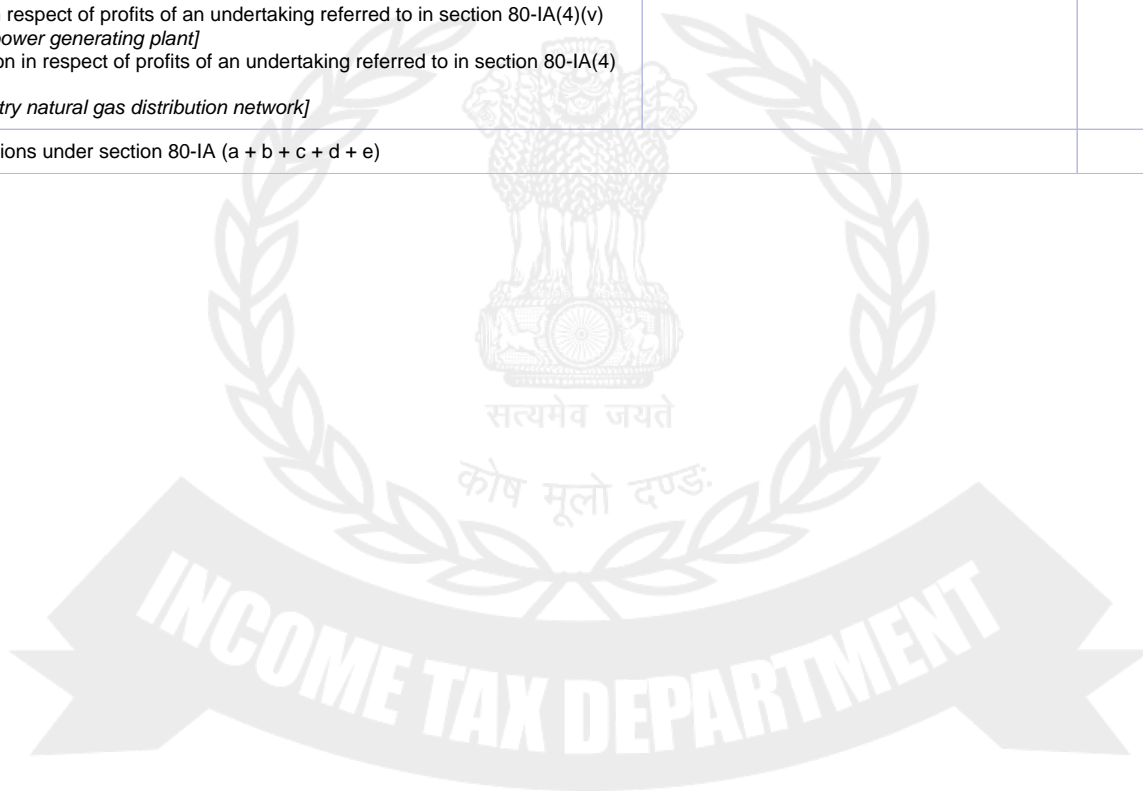 respect of profits of an undertaking referred to in section 80-IA(4)(v)
power generating plant]
on in respect of profits of an undertaking referred to in section 80-IA(4)
try natural gas distribution network]
ions under section 80-IA (a + b + c + d + e)
सत्यमेव जयते
कोष मूलो दण्डः
INCOME TAX DEPARTMENT